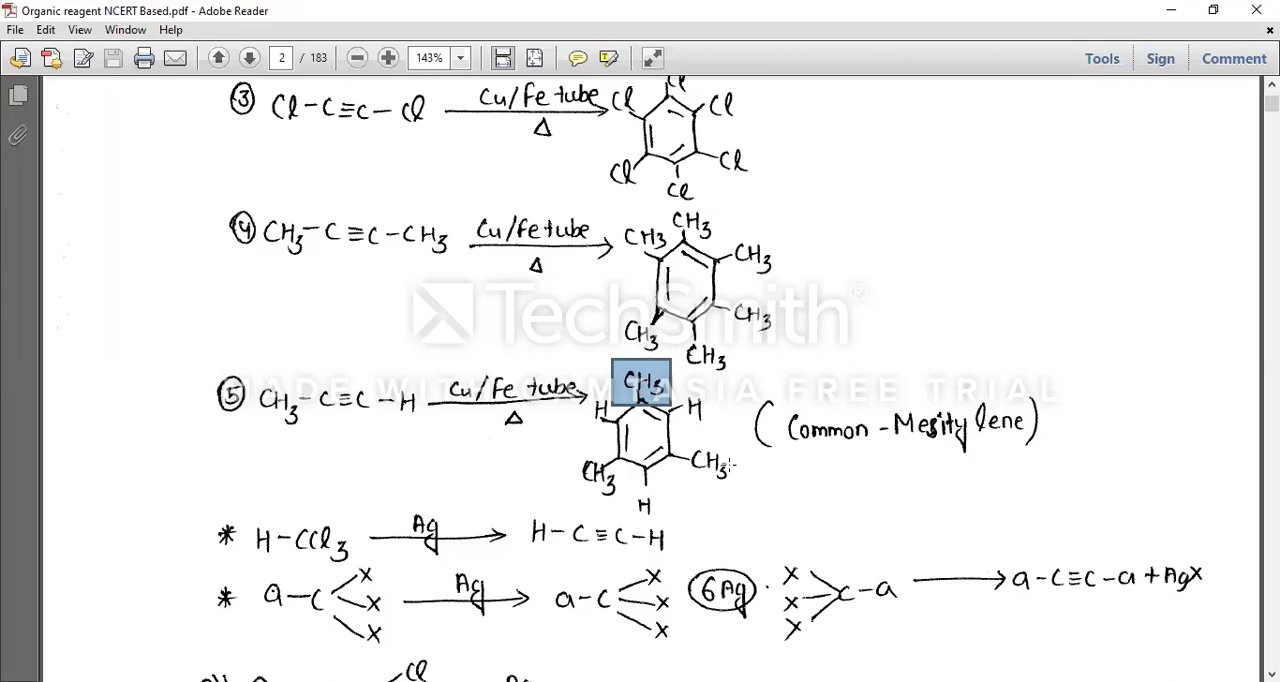 Organic reagent NCERT Based.pdf - Adobe Reader
File Edit View Window Help
2 / 183 143% Tools Sign Comment
③ Cl-C≡C-Cl Cu/Fe tube Δ Cl Cl Cl Cl Cl Cl
④ CH3-C≡C-CH3 Cu/Fe tube Δ CH3 CH3 CH3 CH3 CH3 CH3
TechSmith®
MADE WITH CAMTASIA FREE TRIAL
⑤ CH3-C≡C-H Cu/Fe tube Δ CH3 H H CH3 CH3 H (Common - Mesitylene)
* H-CCl3 Ag H-C≡C-H
* a-C X X X Ag a-C X X X 6Ag · X X X C-a a-C≡C-a + AgX
Cl